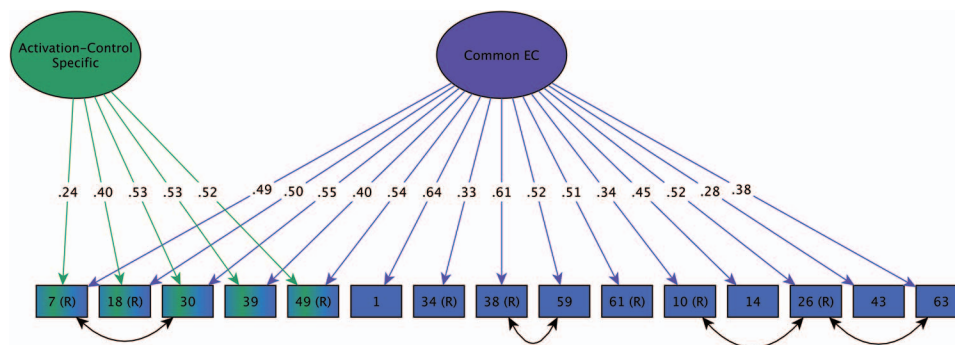 Activation-Control
Specific
Common EC
.24 .40 .53 .53 .52 .49 .50 .55 .40 .54 .64 .33 .61 .52 .51 .34 .45 .52 .28 .38
7 (R) 18 (R) 30 39 49 (R) 1 34 (R) 38 (R) 59 61 (R) 10 (R) 14 26 (R) 43 63